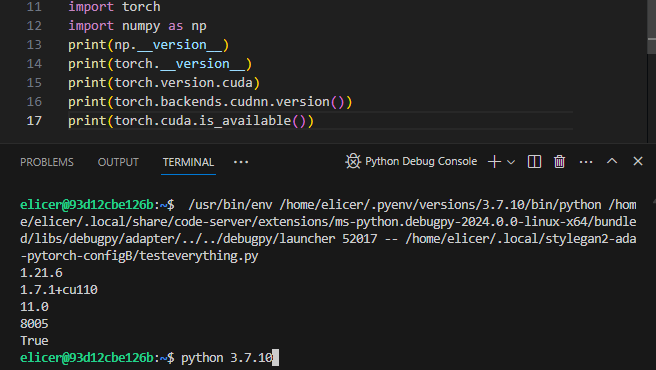 11 import torch
12 import numpy as np
13 print(np.__version__)
14 print(torch.__version__)
15 print(torch.version.cuda)
16 print(torch.backends.cudnn.version())
17 print(torch.cuda.is_available())
PROBLEMS OUTPUT TERMINAL ··· Python Debug Console
elicer@93d12cbe126b:~$  /usr/bin/env /home/elicer/.pyenv/versions/3.7.10/bin/python /hom
e/elicer/.local/share/code-server/extensions/ms-python.debugpy-2024.0.0-linux-x64/bundle
d/libs/debugpy/adapter/../../debugpy/launcher 52017 -- /home/elicer/.local/stylegan2-ada
-pytorch-configB/testeverything.py
1.21.6
1.7.1+cu110
11.0
8005
True
elicer@93d12cbe126b:~$ python 3.7.10